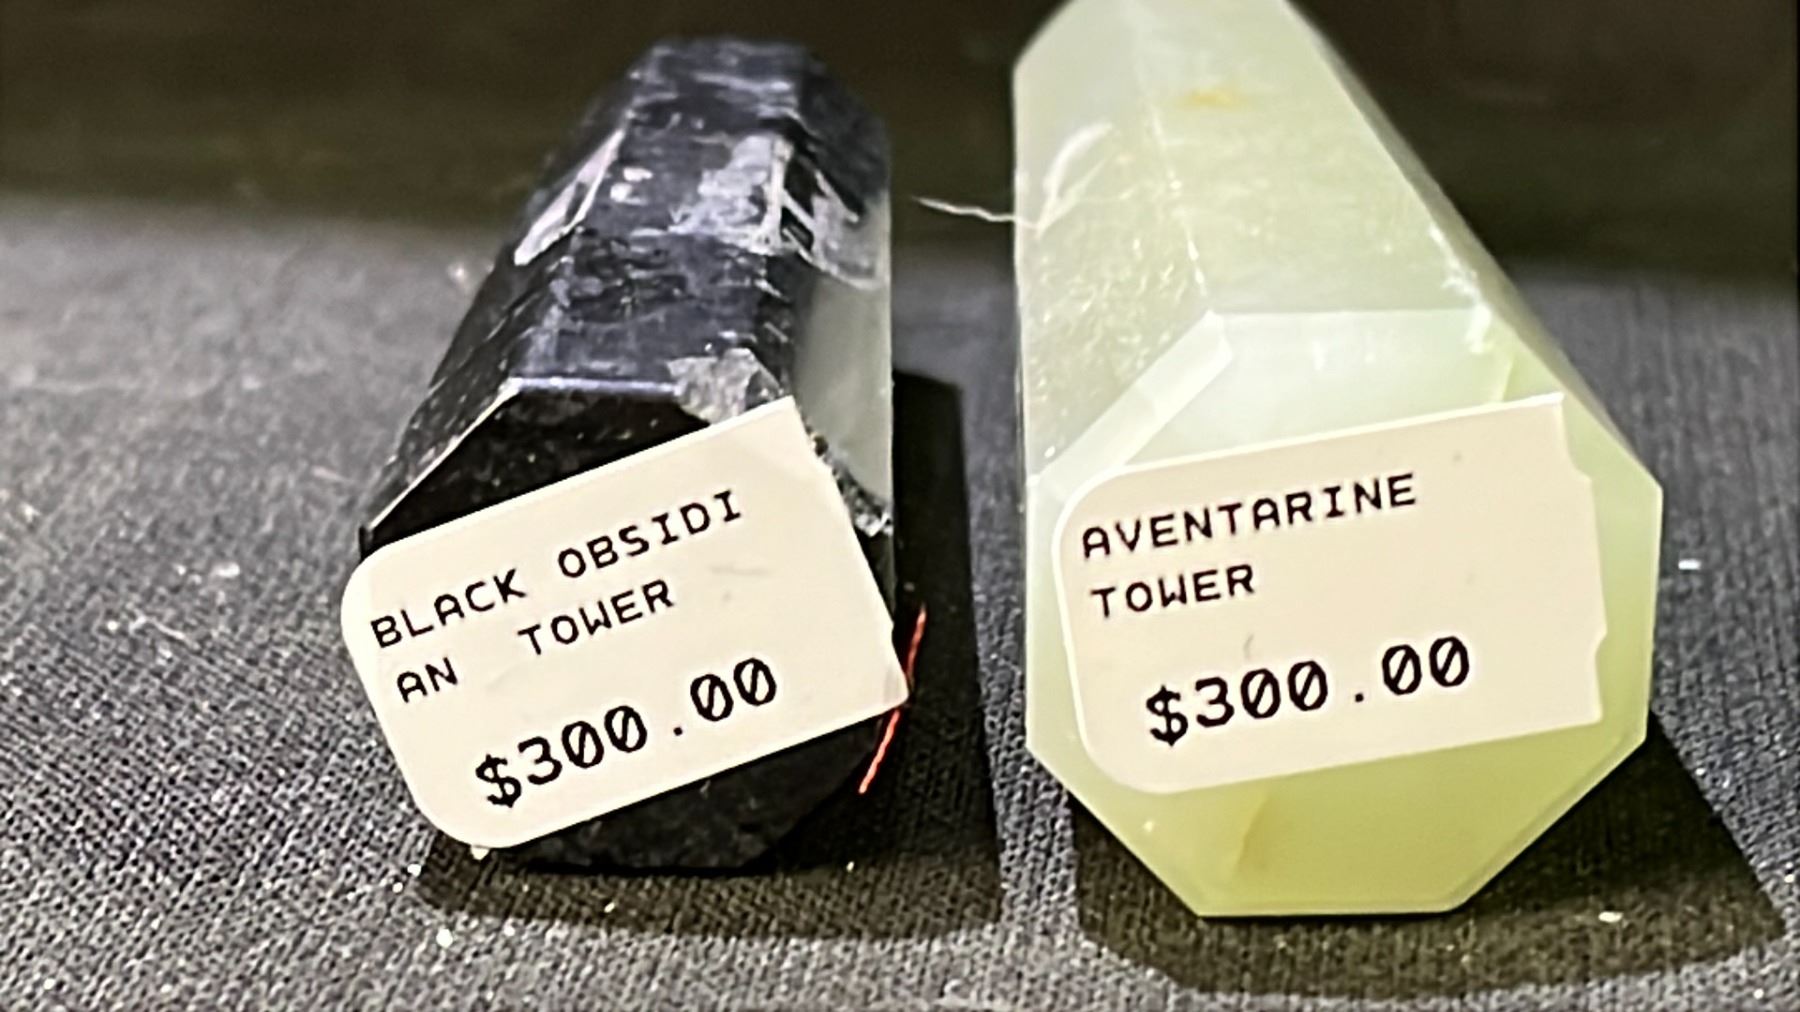 BLACK OBSIDI
AN TOWER
$300.00
AVENTARINE
TOWER
$300.00